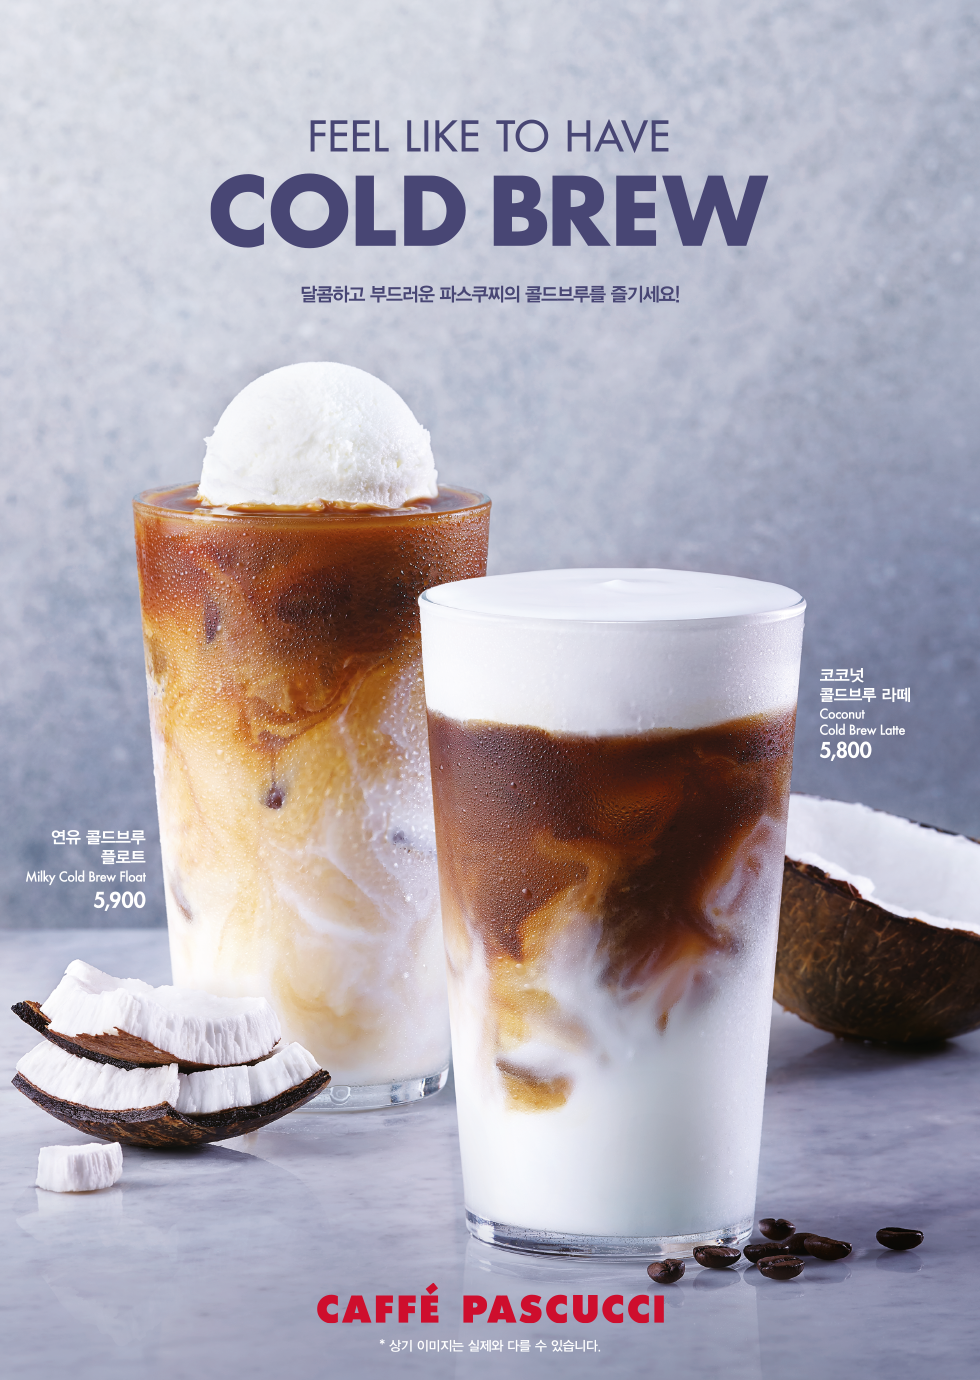 FEEL LIKE TO HAVE
COLD BREW
달콤하고 부드러운 파스쿠찌의 콜드브루를 즐기세요!
코코넛
콜드브루 라떼
Coconut
Cold Brew Latte
5,800
연유 콜드브루
플로트
Milky Cold Brew Float
5,900
CAFFÉ PASCUCCI
* 상기 이미지는 실제와 다를 수 있습니다.